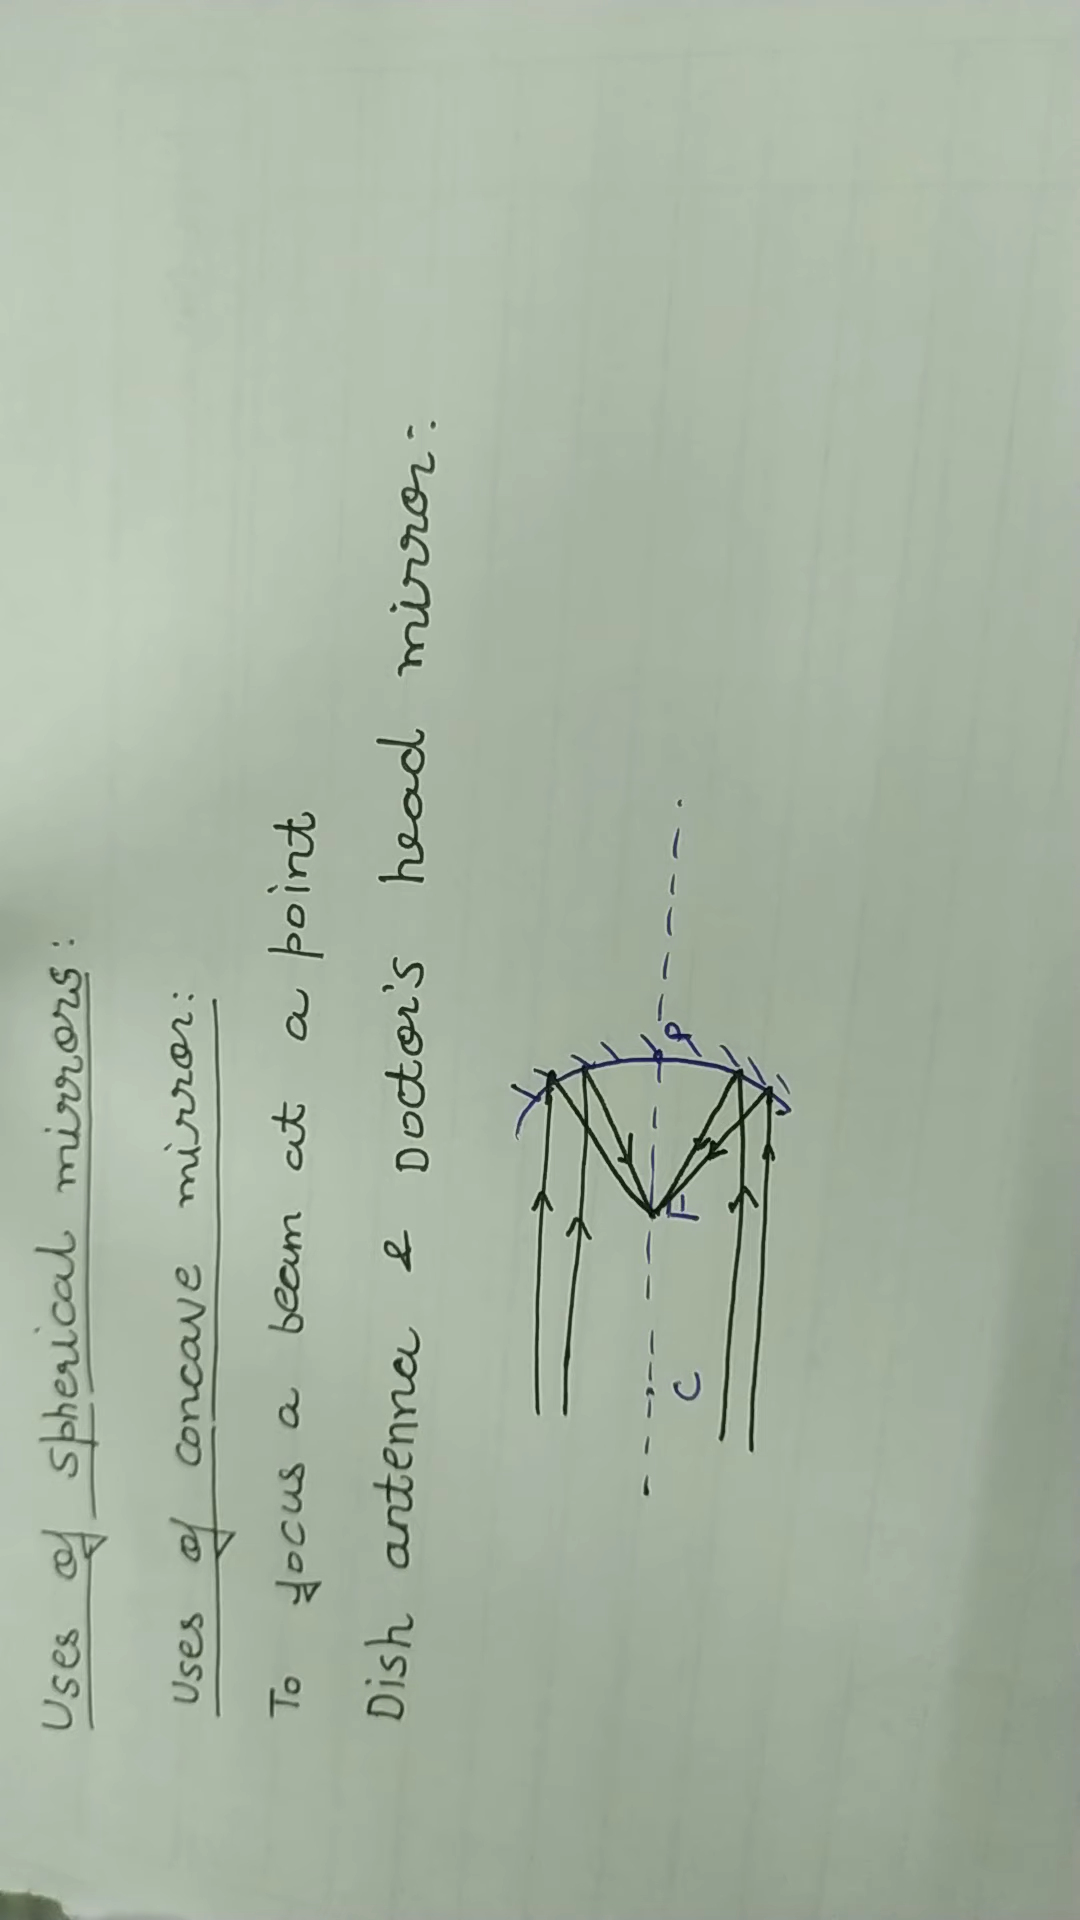 Uses of spherical mirrors:
Uses of concave mirror:
To focus a beam at a point
Dish antenna & Doctor's head mirror:
C F P